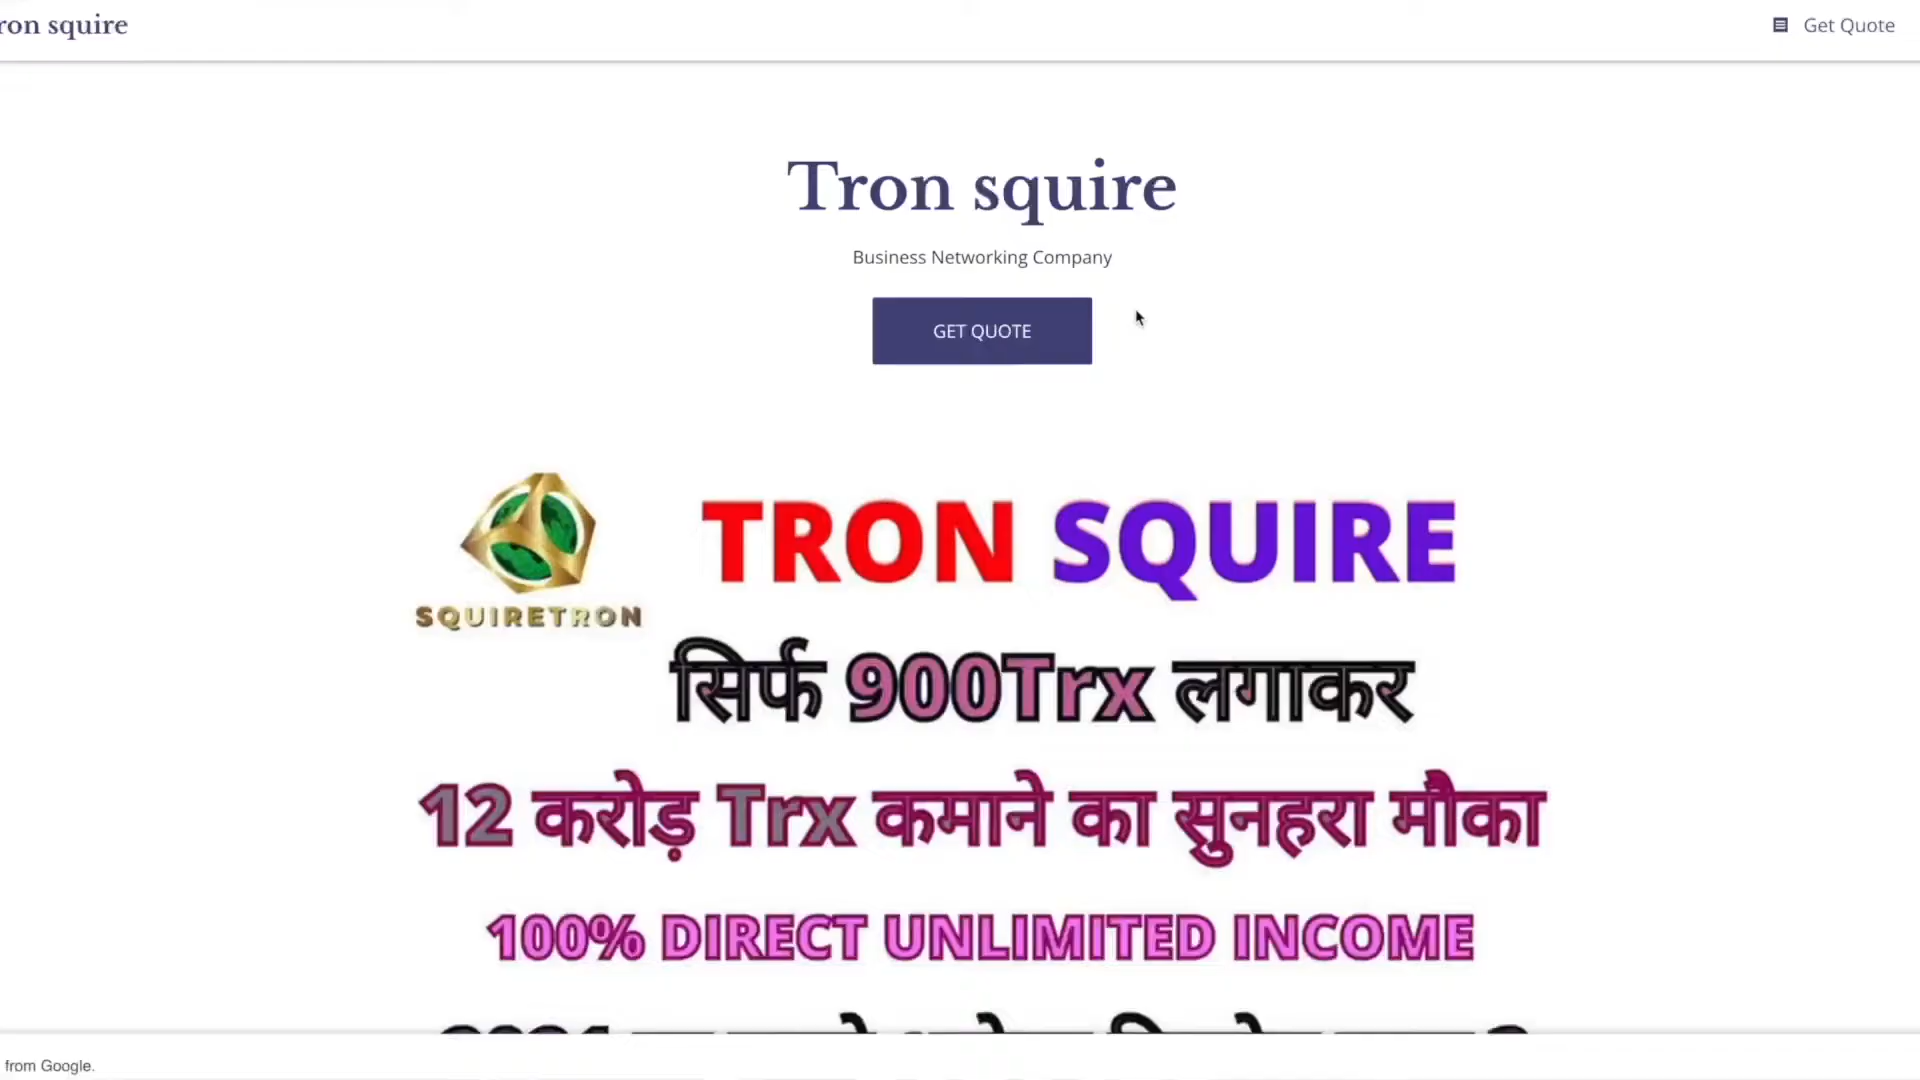 ron squire
Get Quote
Tron squire
Business Networking Company
GET QUOTE
TRON SQUIRE
SQUIRETRON
सिर्फ 900Trx लगाकर
12 करोड़ Trx कमाने का सुनहरा मौका
100% DIRECT UNLIMITED INCOME
from Google.